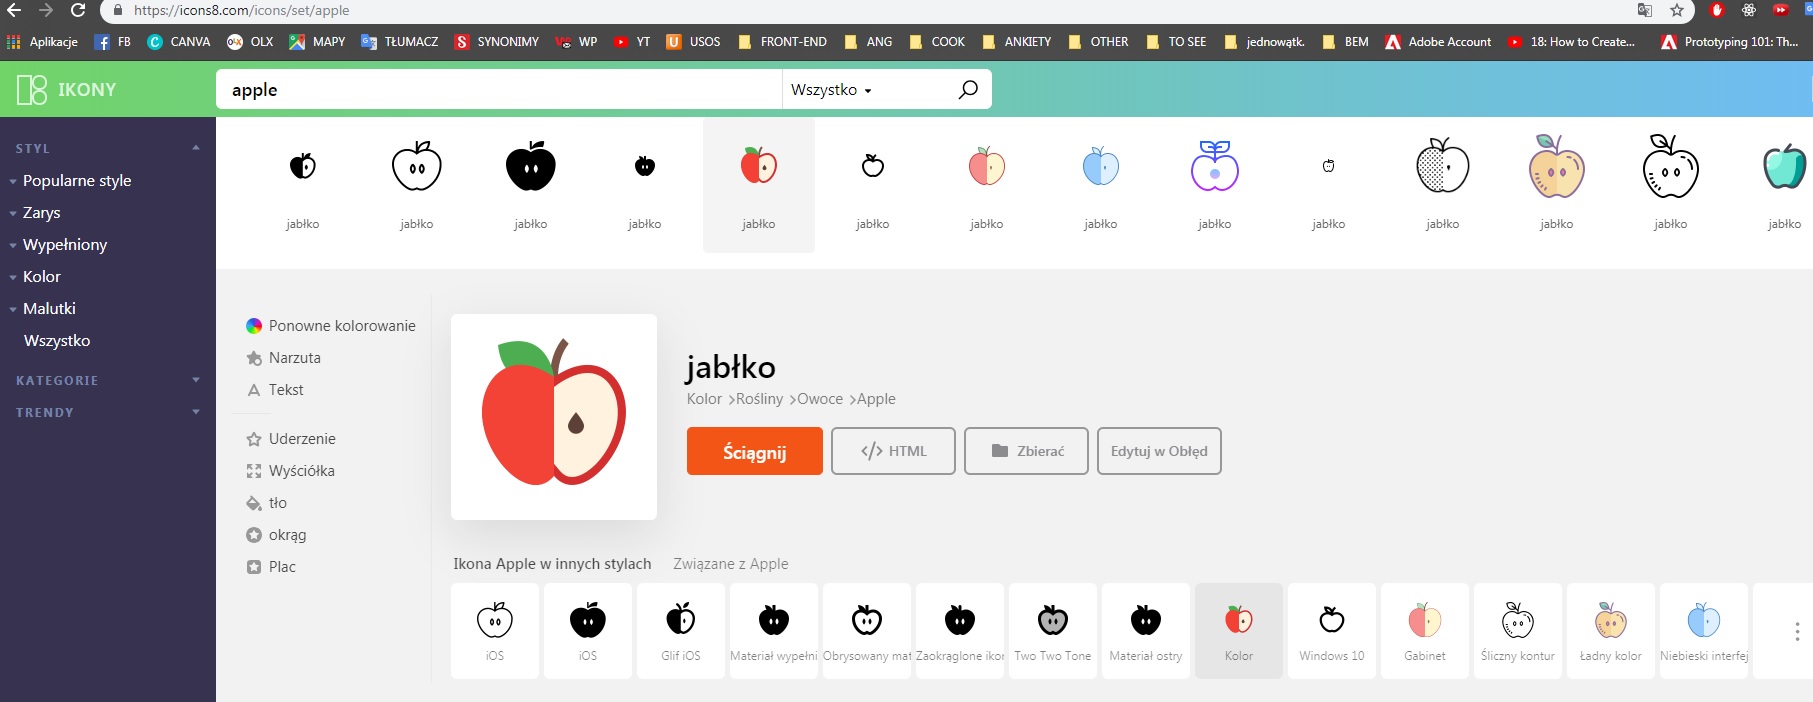 https://icons8.com/icons/set/apple
Aplikacje FB CANVA OLX MAPY TŁUMACZ SYNONIMY WP YT USOS FRONT-END ANG COOK ANKIETY OTHER TO SEE jednowątk. BEM Adobe Account 18: How to Create... Prototyping 101: Th...
IKONY
apple
Wszystko
STYL
Popularne style
Zarys
Wypełniony
Kolor
Malutki
Wszystko
KATEGORIE
TRENDY
jabłko jabłko jabłko jabłko jabłko jabłko jabłko jabłko jabłko jabłko jabłko jabłko jabłko jabłko
Ponowne kolorowanie
Narzuta
Tekst
Uderzenie
Wyściółka
tło
okrąg
Plac
jabłko
Kolor >Rośliny >Owoce >Apple
Ściągnij </> HTML Zbierać Edytuj w Obłęd
Ikona Apple w innych stylach Związane z Apple
iOS iOS Glif iOS Materiał wypełni Obrysowany mat Zaokrąglone ikor Two Two Tone Materiał ostry Kolor Windows 10 Gabinet Śliczny kontur Ładny kolor Niebieski interfej